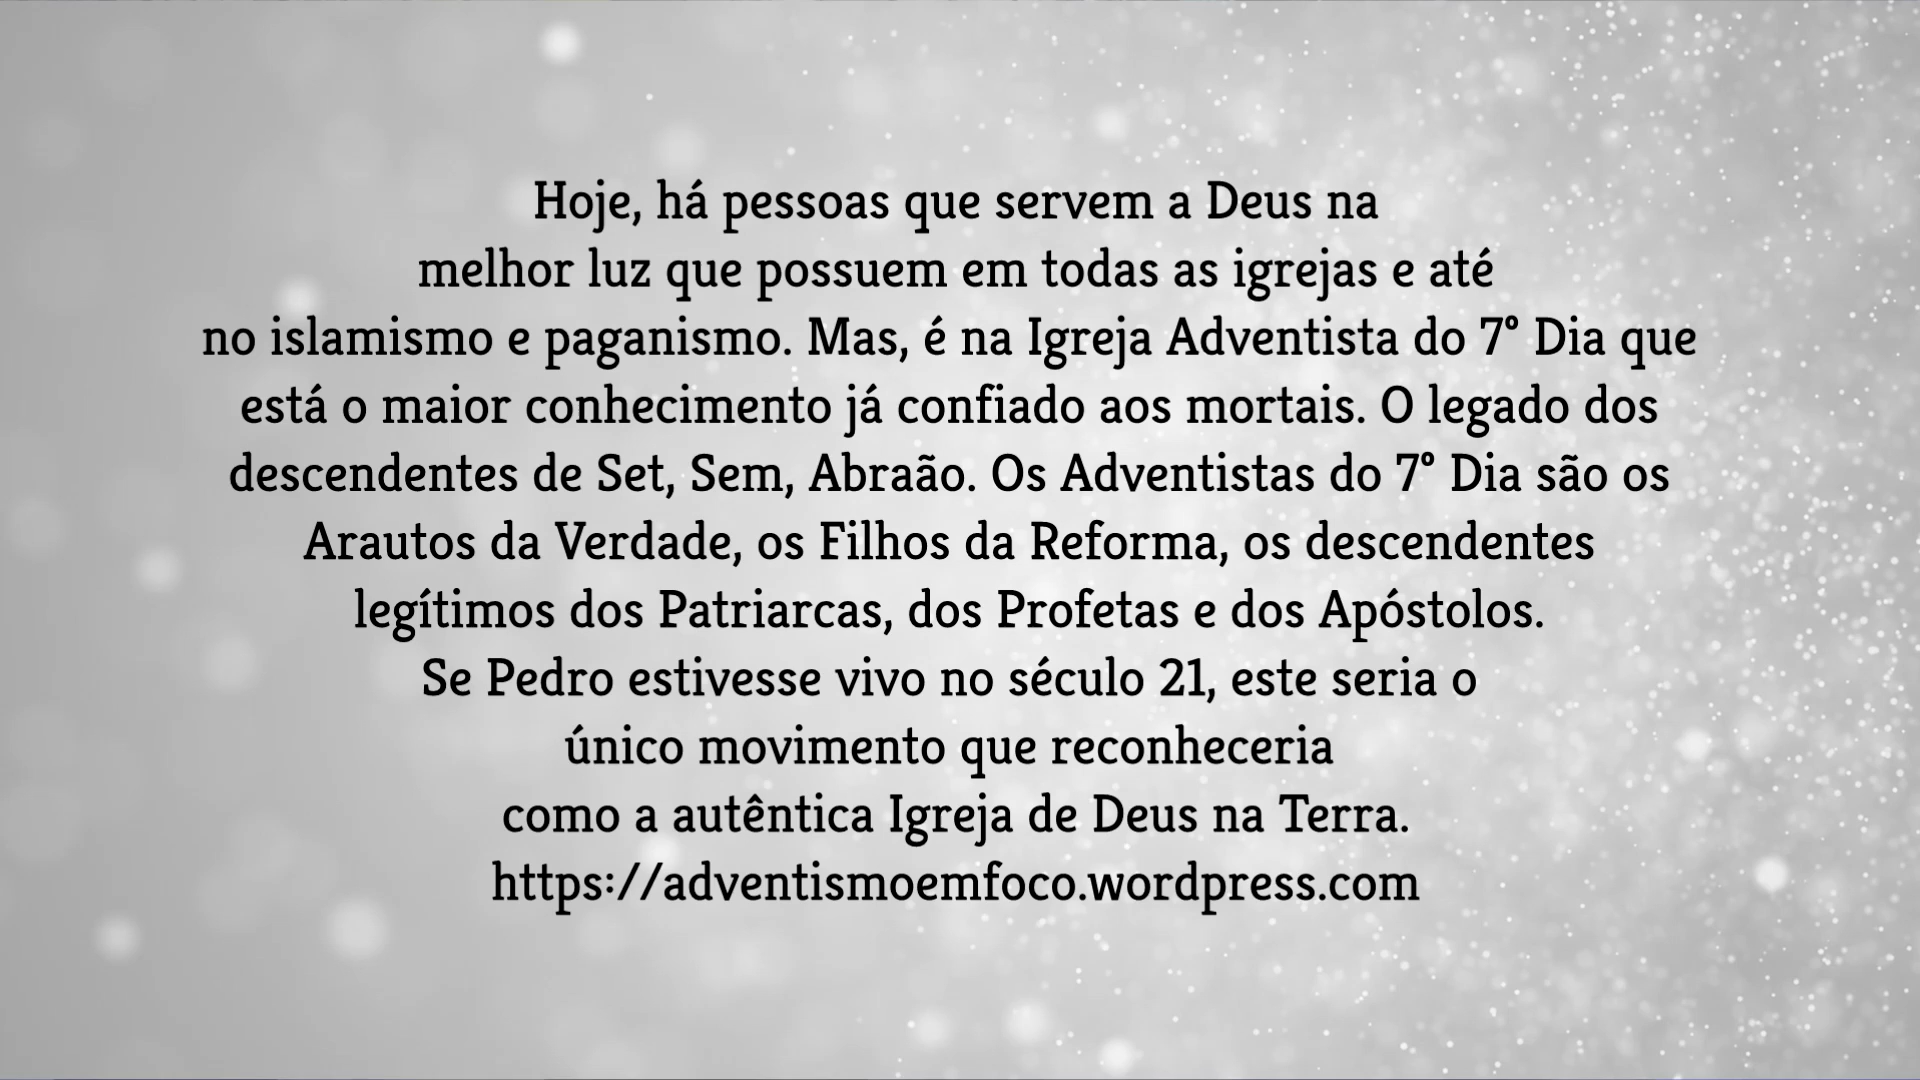 Hoje, há pessoas que servem a Deus na
melhor luz que possuem em todas as igrejas e até
no islamismo e paganismo. Mas, é na Igreja Adventista do 7° Dia que
está o maior conhecimento já confiado aos mortais. O legado dos
descendentes de Set, Sem, Abraão. Os Adventistas do 7° Dia são os
Arautos da Verdade, os Filhos da Reforma, os descendentes
legítimos dos Patriarcas, dos Profetas e dos Apóstolos.
Se Pedro estivesse vivo no século 21, este seria o
único movimento que reconheceria
como a autêntica Igreja de Deus na Terra.
https://adventismoemfoco.wordpress.com